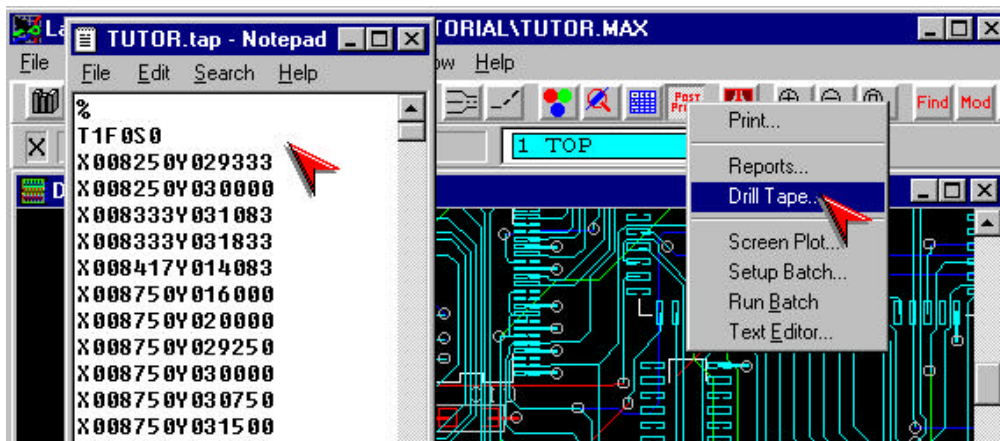 La
TORIAL\TUTOR.MAX
File
ow Help
TUTOR.tap - Notepad
File Edit Search Help
%
T1F0S0
X008250Y029333
X008250Y030000
X008333Y031083
X008333Y031833
X008417Y014083
X008750Y016000
X008750Y020000
X008750Y029250
X008750Y030000
X008750Y030750
X008750Y031500
Find Mod
1 TOP
D
Print...
Reports...
Drill Tape...
Screen Plot...
Setup Batch...
Run Batch
Text Editor...